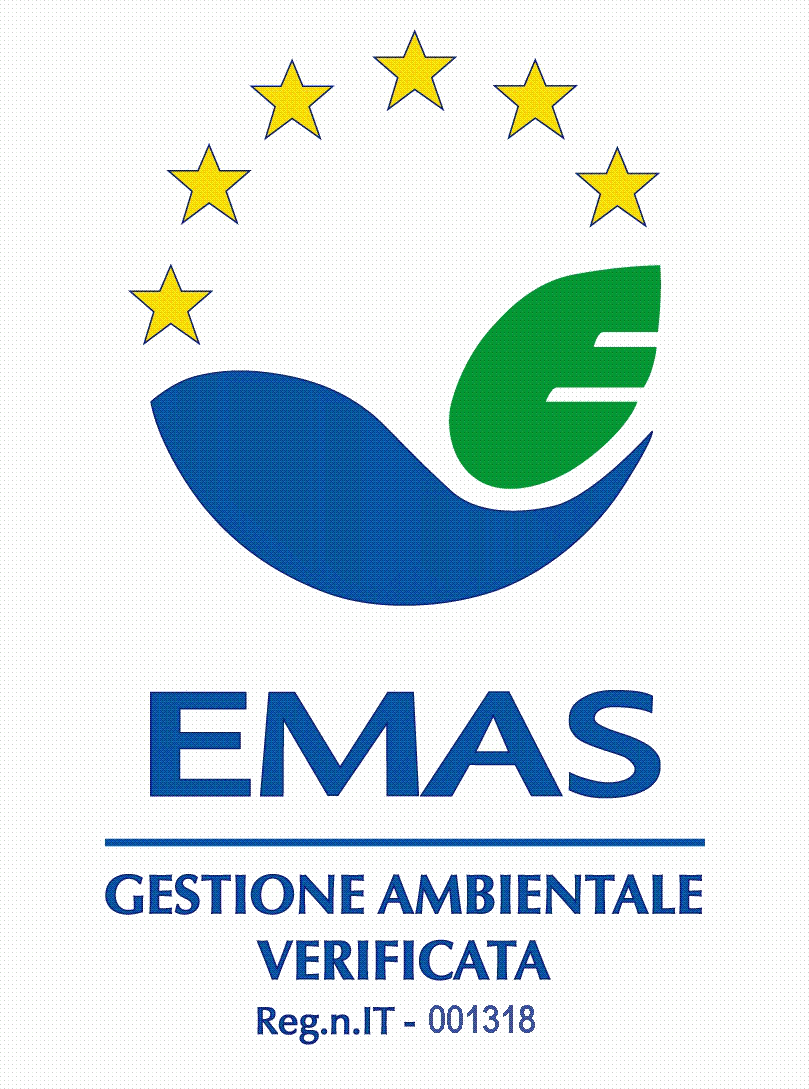 EMAS
GESTIONE AMBIENTALE
VERIFICATA
Reg.n.IT - 001318